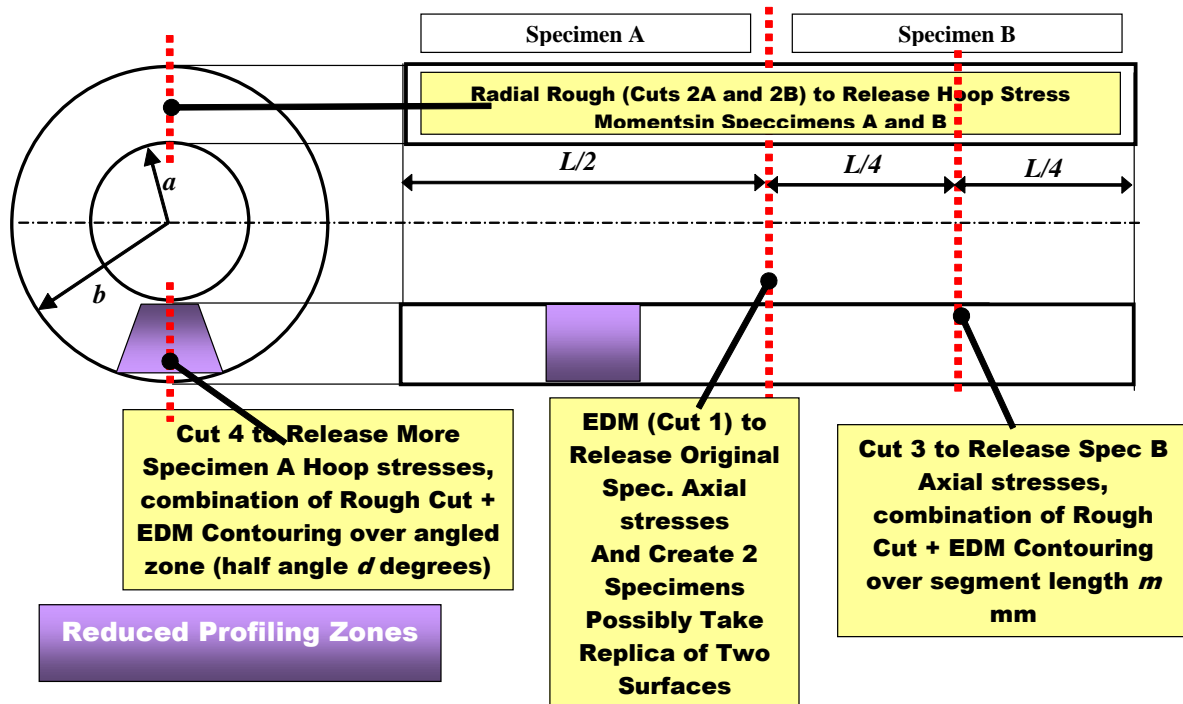 Specimen A
Specimen B
Radial Rough (Cuts 2A and 2B) to Release Hoop Stress
Momentsin Speccimens A and B
L/2
L/4
L/4
a
b
Cut 4 to Release More
Specimen A Hoop stresses,
combination of Rough Cut +
EDM Contouring over angled
zone (half angle d degrees)
EDM (Cut 1) to
Release Original
Spec. Axial
stresses
And Create 2
Specimens
Possibly Take
Replica of Two
Surfaces
Cut 3 to Release Spec B
Axial stresses,
combination of Rough
Cut + EDM Contouring
over segment length m
mm
Reduced Profiling Zones